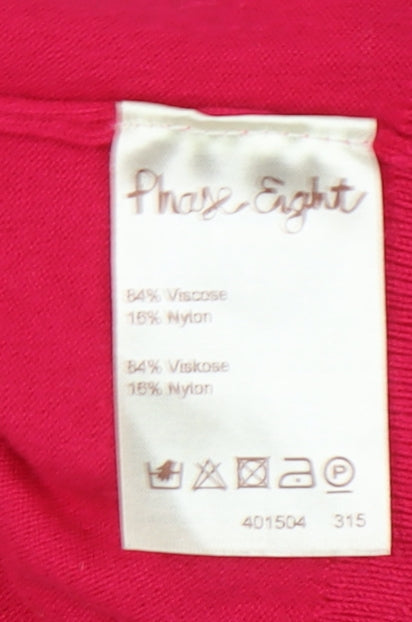 Phase Eight
84% Viscose
16% Nylon
84% Viskose
16% Nylon
P
401504 315